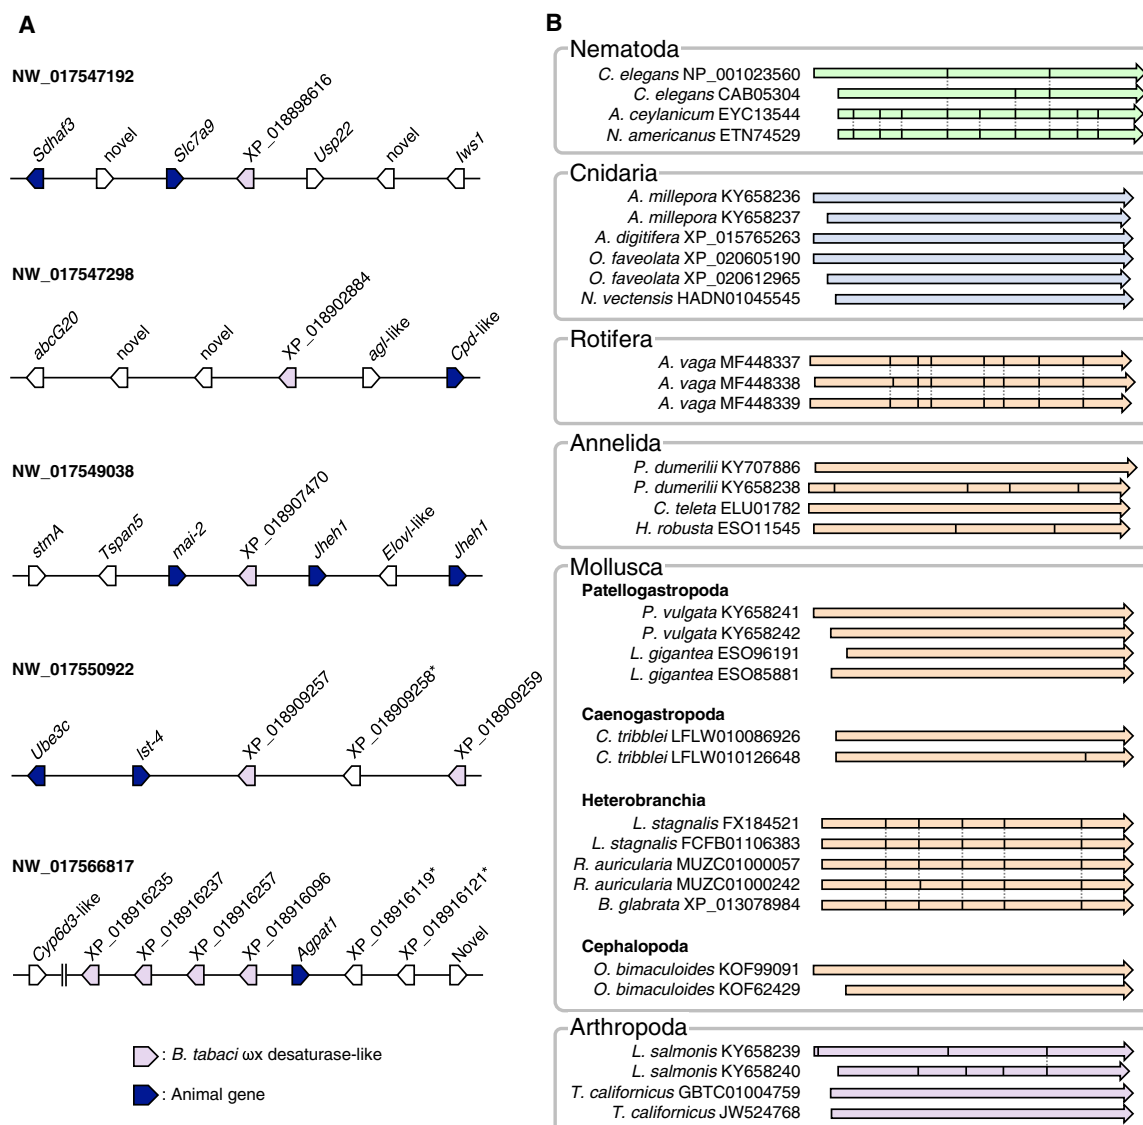 A
NW_017547192
Sdhaf3
novel
Slc7a9
XP_018898616
Usp22
novel
Iws1
NW_017547298
abcG20
novel
novel
XP_018902884
agl-like
Cpd-like
NW_017549038
stmA
Tspan5
mai-2
XP_018907470
Jheh1
Elovl-like
Jheh1
NW_017550922
Ube3c
lst-4
XP_018909257
XP_018909258*
XP_018909259
NW_017566817
Cyp6d3-like
XP_018916235
XP_018916237
XP_018916257
XP_018916096
Agpat1
XP_018916119*
XP_018916121*
Novel
: B. tabaci ωx desaturase-like
: Animal gene
B
Nematoda
C. elegans NP_001023560
C. elegans CAB05304
A. ceylanicum EYC13544
N. americanus ETN74529
Cnidaria
A. millepora KY658236
A. millepora KY658237
A. digitifera XP_015765263
O. faveolata XP_020605190
O. faveolata XP_020612965
N. vectensis HADN01045545
Rotifera
A. vaga MF448337
A. vaga MF448338
A. vaga MF448339
Annelida
P. dumerilii KY707886
P. dumerilii KY658238
C. teleta ELU01782
H. robusta ESO11545
Mollusca
Patellogastropoda
P. vulgata KY658241
P. vulgata KY658242
L. gigantea ESO96191
L. gigantea ESO85881
Caenogastropoda
C. tribblei LFLW010086926
C. tribblei LFLW010126648
Heterobranchia
L. stagnalis FX184521
L. stagnalis FCFB01106383
R. auricularia MUZC01000057
R. auricularia MUZC01000242
B. glabrata XP_013078984
Cephalopoda
O. bimaculoides KOF99091
O. bimaculoides KOF62429
Arthropoda
L. salmonis KY658239
L. salmonis KY658240
T. californicus GBTC01004759
T. californicus JW524768